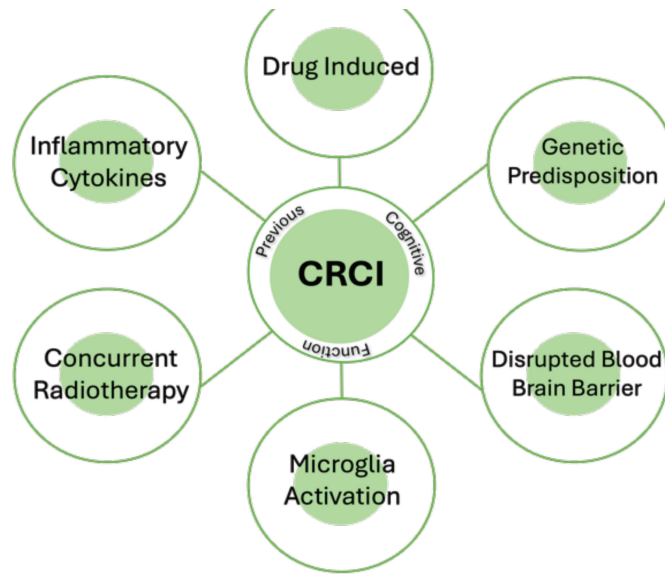 Drug Induced
Inflammatory
Cytokines
Genetic
Predisposition
Previous
Cognitive
CRCI
Function
Concurrent
Radiotherapy
Disrupted Blood
Brain Barrier
Microglia
Activation